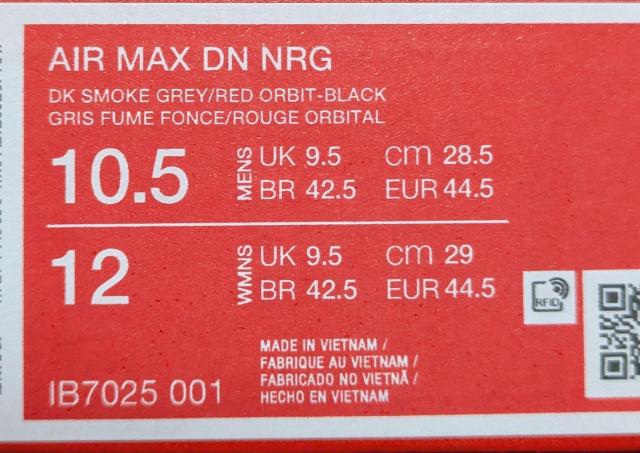 AIR MAX DN NRG
DK SMOKE GREY/RED ORBIT-BLACK
GRIS FUME FONCE/ROUGE ORBITAL
10.5 MENS UK 9.5 cm 28.5
BR 42.5 EUR 44.5
12 WMNS UK 9.5 cm 29
BR 42.5 EUR 44.5
RFID
MADE IN VIETNAM /
FABRIQUE AU VIETNAM /
FABRICADO NO VIETNÃ /
HECHO EN VIETNAM
IB7025 001